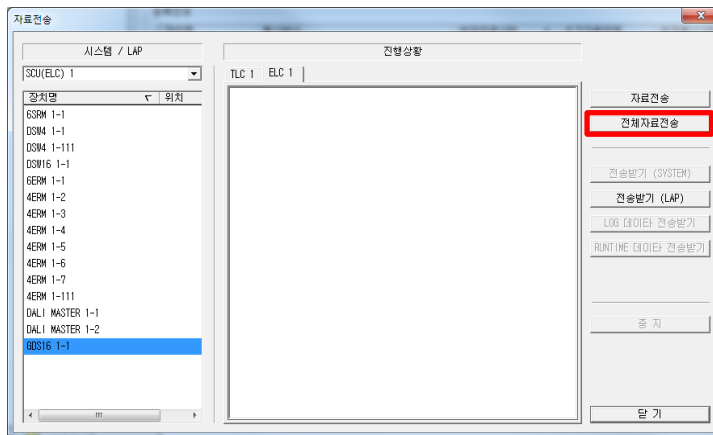 자료전송
시스템 / LAP
진행상황
SCU(ELC) 1
TLC 1
ELC 1
장치명
위치
6SRM 1-1
DSW4 1-1
DSW4 1-111
DSW16 1-1
6ERM 1-1
4ERM 1-2
4ERM 1-3
4ERM 1-4
4ERM 1-5
4ERM 1-6
4ERM 1-7
4ERM 1-111
DALI MASTER 1-1
DALI MASTER 1-2
GDS16 1-1
자료전송
전체자료전송
전송받기 (SYSTEM)
전송받기 (LAP)
LOG 데이타 전송받기
RUNTIME 데이타 전송받기
중 지
닫 기